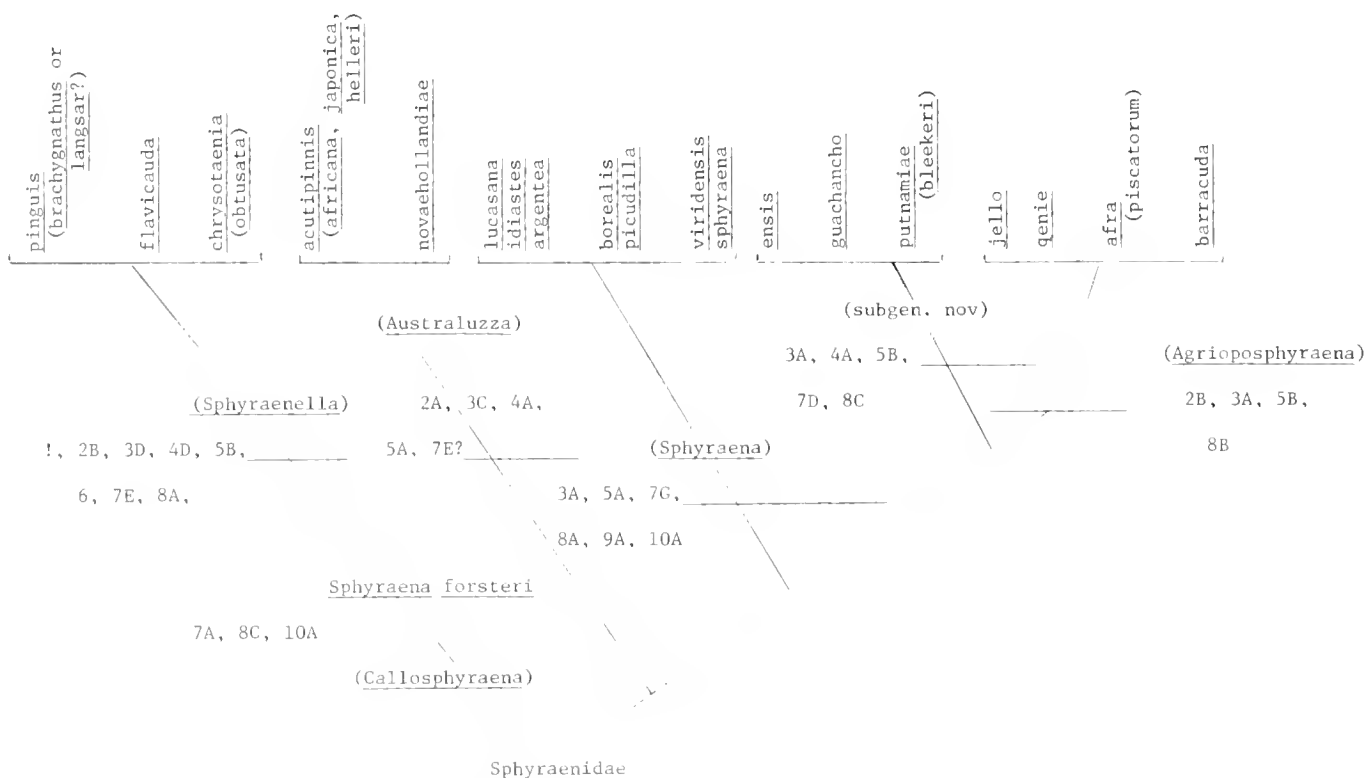 pinguis
(brachygnathus or
langsar?)
flavicauda
chrysotaenia
(obtusata)
acutipinnis
(africana, japonica,
helleri)
novaehollandiae
lucasana
idiastes
argentea
borealis
picudilla
viridensis
sphyraena
ensis
guachancho
putnamiae
(bleekeri)
jello
qenie
afra
(piscatorum)
barracuda
(subgen. nov)
(Australuzza)
3A, 4A, 5B,
(Agrioposphyraena)
(Sphyraenella)
2A, 3C, 4A,
7D, 8C
2B, 3A, 5B,
!, 2B, 3D, 4D, 5B,
5A, 7E?
(Sphyraena)
8B
6, 7E, 8A,
3A, 5A, 7G,
8A, 9A, 10A
Sphyraena forsteri
7A, 8C, 10A
(Callosphyraena)
Sphyraenidae